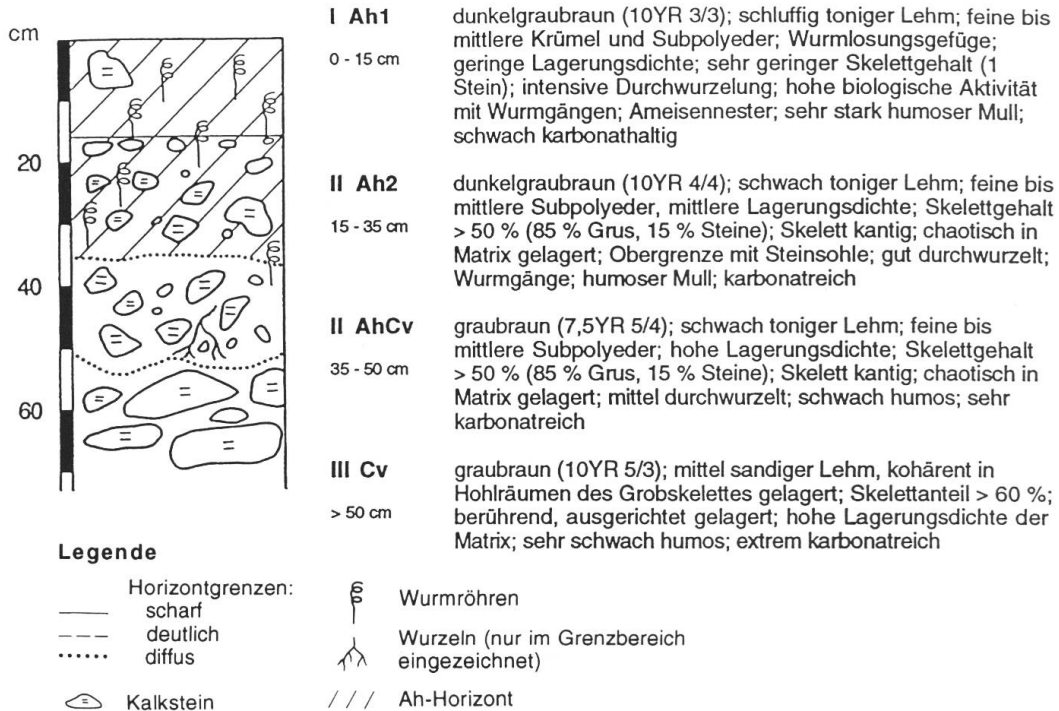 cm
20
40
60
I Ah1
0 - 15 cm
dunkelgraubraun (10YR 3/3); schluffig toniger Lehm; feine bis
mittlere Krümel und Subpolyeder; Wurmlosungsgefüge;
geringe Lagerungsdichte; sehr geringer Skelettgehalt (1
Stein); intensive Durchwurzelung; hohe biologische Aktivität
mit Wurmgängen; Ameisennester; sehr stark humoser Mull;
schwach karbonathaltig
II Ah2
15 - 35 cm
dunkelgraubraun (10YR 4/4); schwach toniger Lehm; feine bis
mittlere Subpolyeder, mittlere Lagerungsdichte; Skelettgehalt
> 50 % (85 % Grus, 15 % Steine); Skelett kantig; chaotisch in
Matrix gelagert; Obergrenze mit Steinsohle; gut durchwurzelt;
Wurmgänge; humoser Mull; karbonatreich
II AhCv
35 - 50 cm
graubraun (7,5YR 5/4); schwach toniger Lehm; feine bis
mittlere Subpolyeder; hohe Lagerungsdichte; Skelettgehalt
> 50 % (85 % Grus, 15 % Steine); Skelett kantig; chaotisch in
Matrix gelagert; mittel durchwurzelt; schwach humos; sehr
karbonatreich
III Cv
> 50 cm
graubraun (10YR 5/3); mittel sandiger Lehm, kohärent in
Hohlräumen des Grobskelettes gelagert; Skelettanteil > 60 %;
berührend, ausgerichtet gelagert; hohe Lagerungsdichte der
Matrix; sehr schwach humos; extrem karbonatreich
Legende
Horizontgrenzen:
scharf
deutlich
diffus
Kalkstein
Wurmröhren
Wurzeln (nur im Grenzbereich
eingezeichnet)
Ah-Horizont